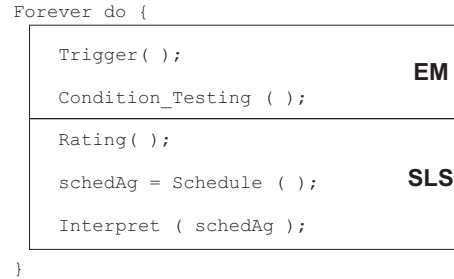 Forever do {
Trigger( );
EM
Condition_Testing ( );
Rating( );
schedAg = Schedule ( );
SLS
Interpret ( schedAg );
}